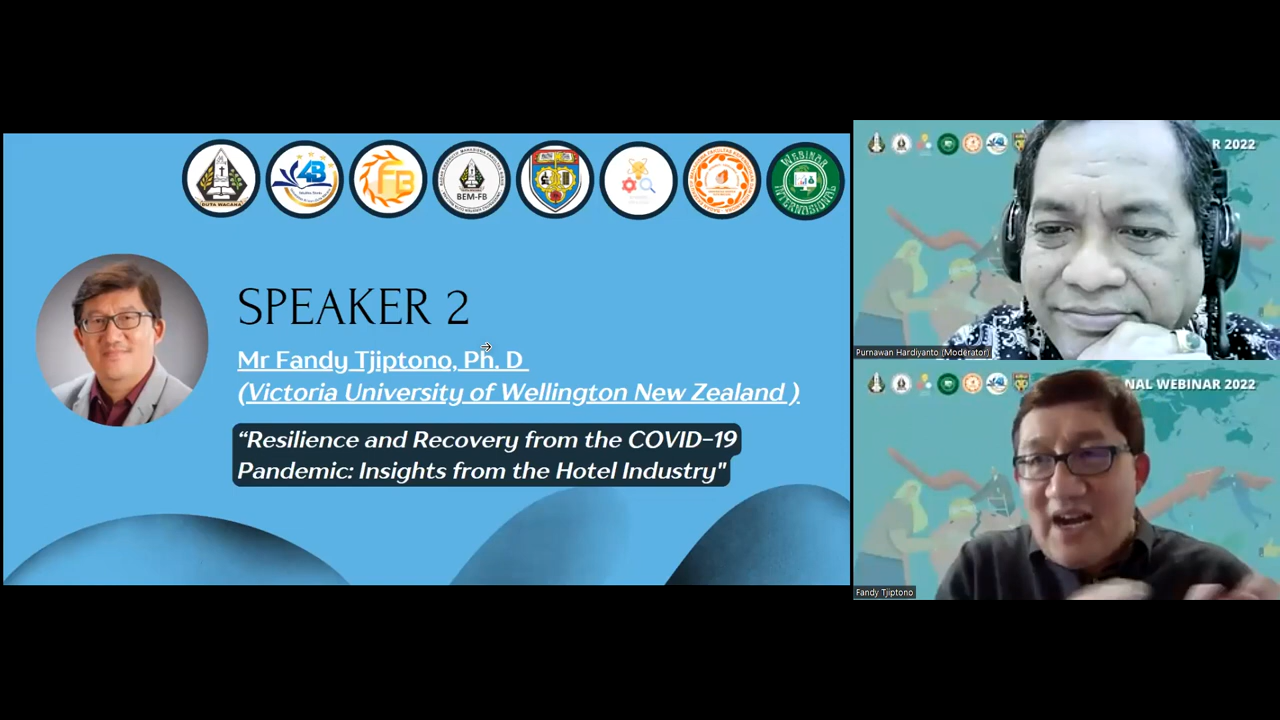 DUTA WACANA
48
FB
BEM-FB
WEBINAR
INTERNASIONAL
SPEAKER 2
Mr Fandy Tjiptono, Ph. D
(Victoria University of Wellington New Zealand )
“Resilience and Recovery from the COVID-19
Pandemic: Insights from the Hotel Industry"
R 2022
Purnawan Hardiyanto (Moderator)
NAL WEBINAR 2022
Fandy Tjiptono